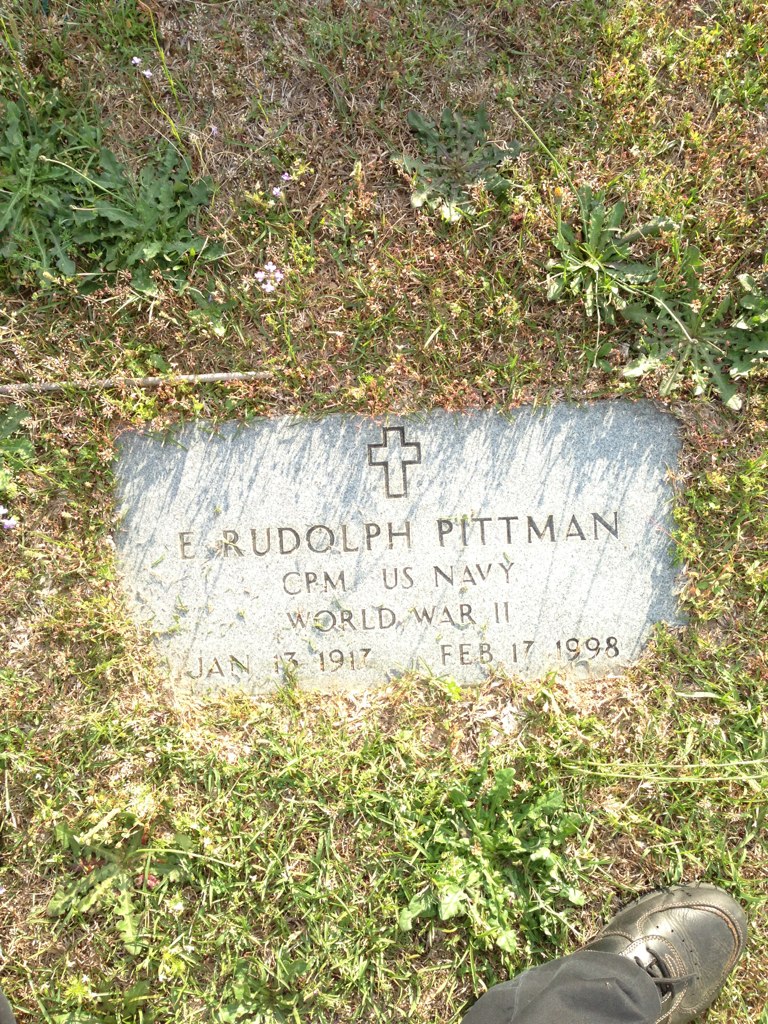 E RUDOLPH PITTMAN
CPM US NAVY
WORLD WAR II
JAN 13 1917 FEB 17 1998